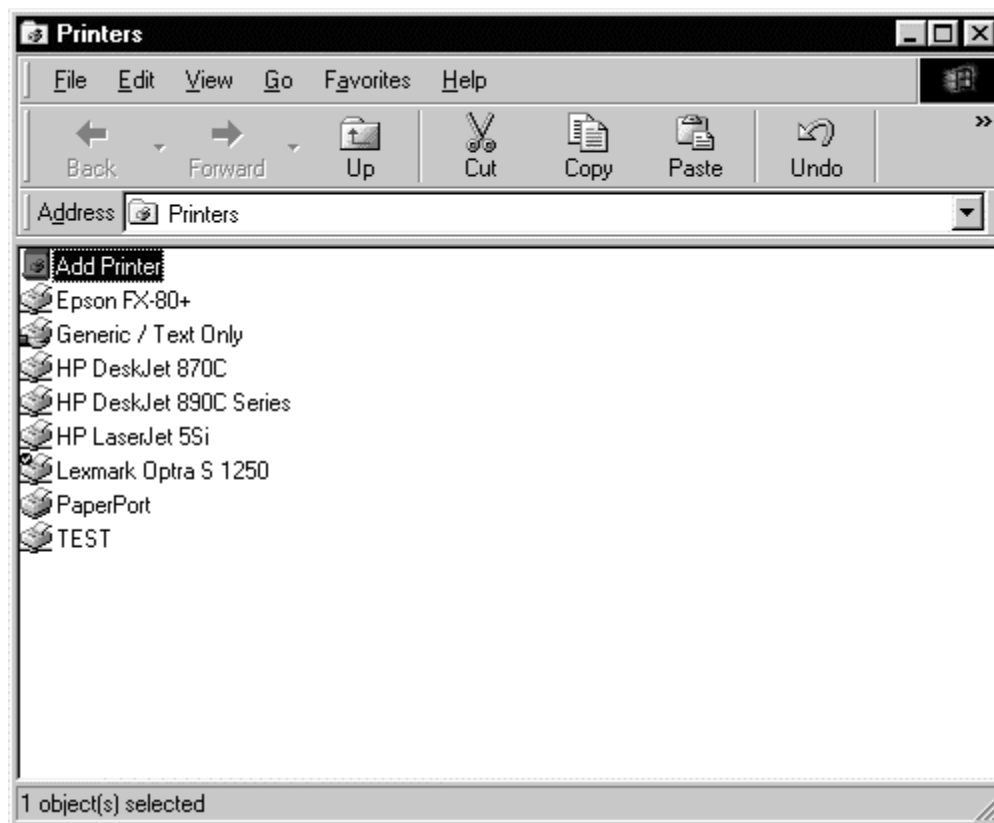 Printers
File Edit View Go Favorites Help
»
Back Forward Up Cut Copy Paste Undo
Address Printers
Add Printer
Epson FX-80+
Generic / Text Only
HP DeskJet 870C
HP DeskJet 890C Series
HP LaserJet 5Si
Lexmark Optra S 1250
PaperPort
TEST
1 object(s) selected